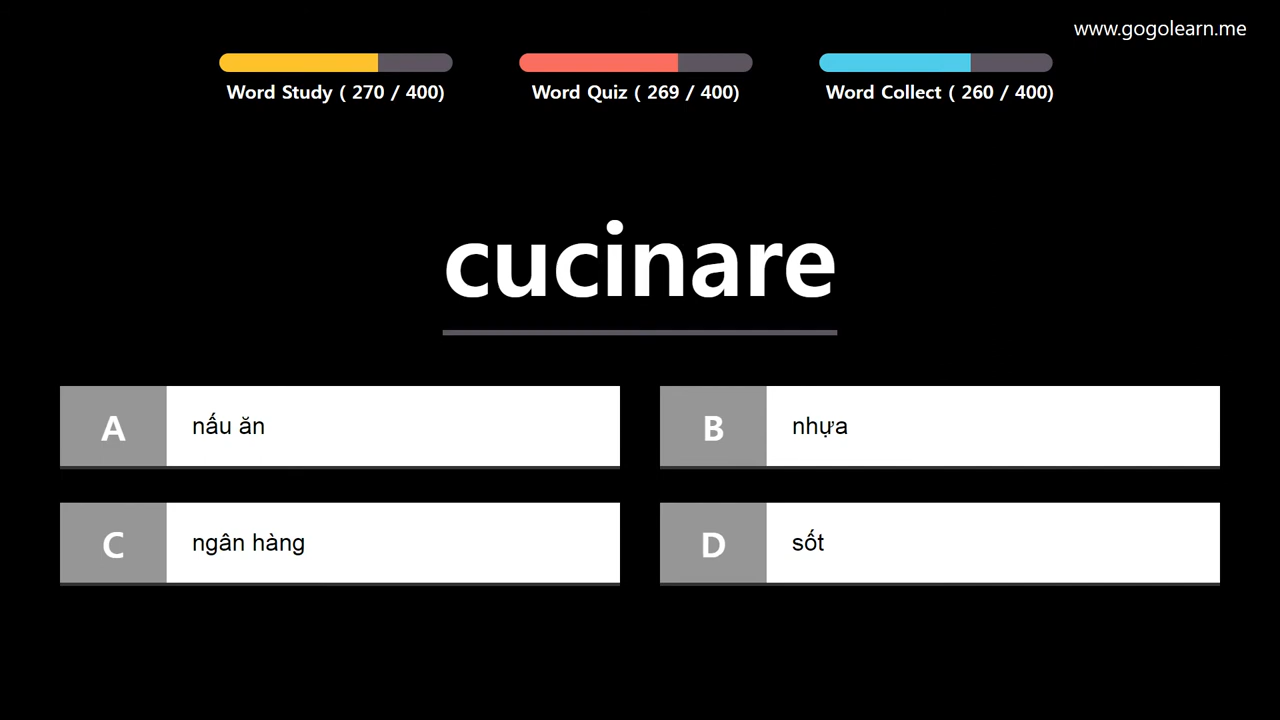 www.gogolearn.me
Word Study ( 270 / 400)
Word Quiz ( 269 / 400)
Word Collect ( 260 / 400)
cucinare
A nấu ăn
B nhựa
C ngân hàng
D sốt